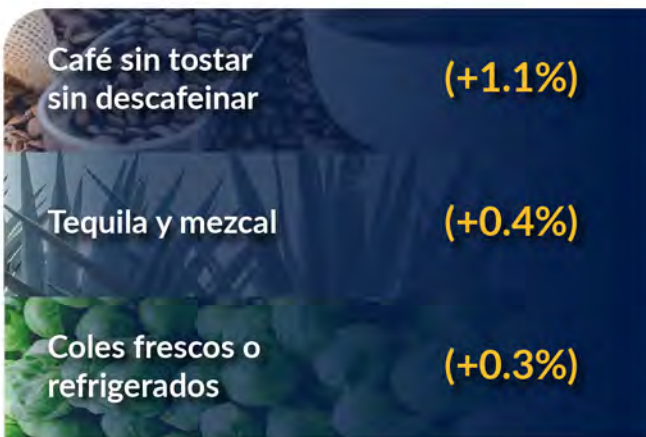 Café sin tostar
sin descafeinar
(+1.1%)
Tequila y mezcal
(+0.4%)
Coles frescos o
refrigerados
(+0.3%)